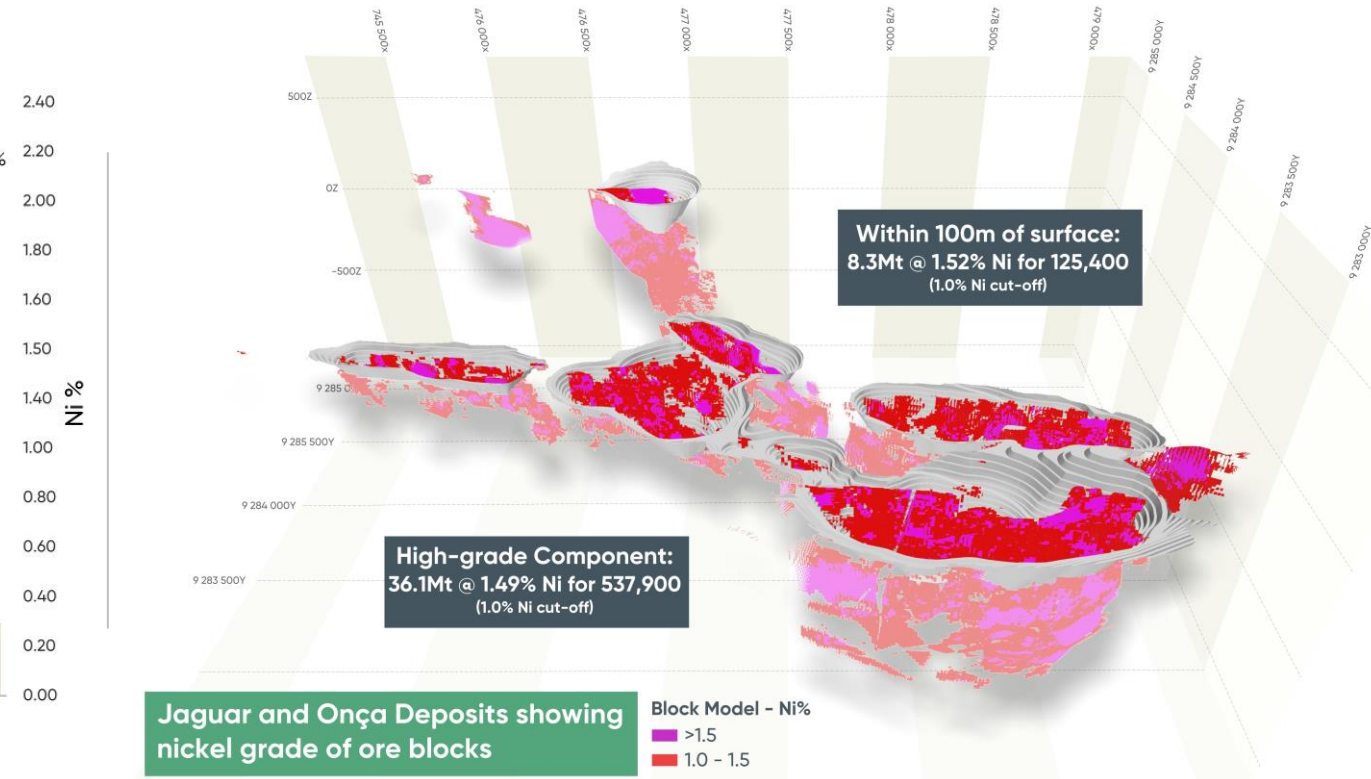 745 500x
476 000x
476 500x
477 000x
477 500x
478 000x
478 500x
479 000x
9 285 000Y
9 284 500Y
9 284 000Y
9 283 500Y
9 283 000Y
2.40
%
2.20
2.00
1.80
1.60
1.50
1.40
1.00
0.80
0.60
0.40
0.20
0.00
Ni %
500Z
0Z
-500Z
9 285
9 285 500Y
9 284 000Y
9 283 500Y
Within 100m of surface:
8.3Mt @ 1.52% Ni for 125,400
(1.0% Ni cut-off)
High-grade Component:
36.1Mt @ 1.49% Ni for 537,900
(1.0% Ni cut-off)
Jaguar and Onça Deposits showing
nickel grade of ore blocks
Block Model - Ni%
>1.5
1.0 - 1.5